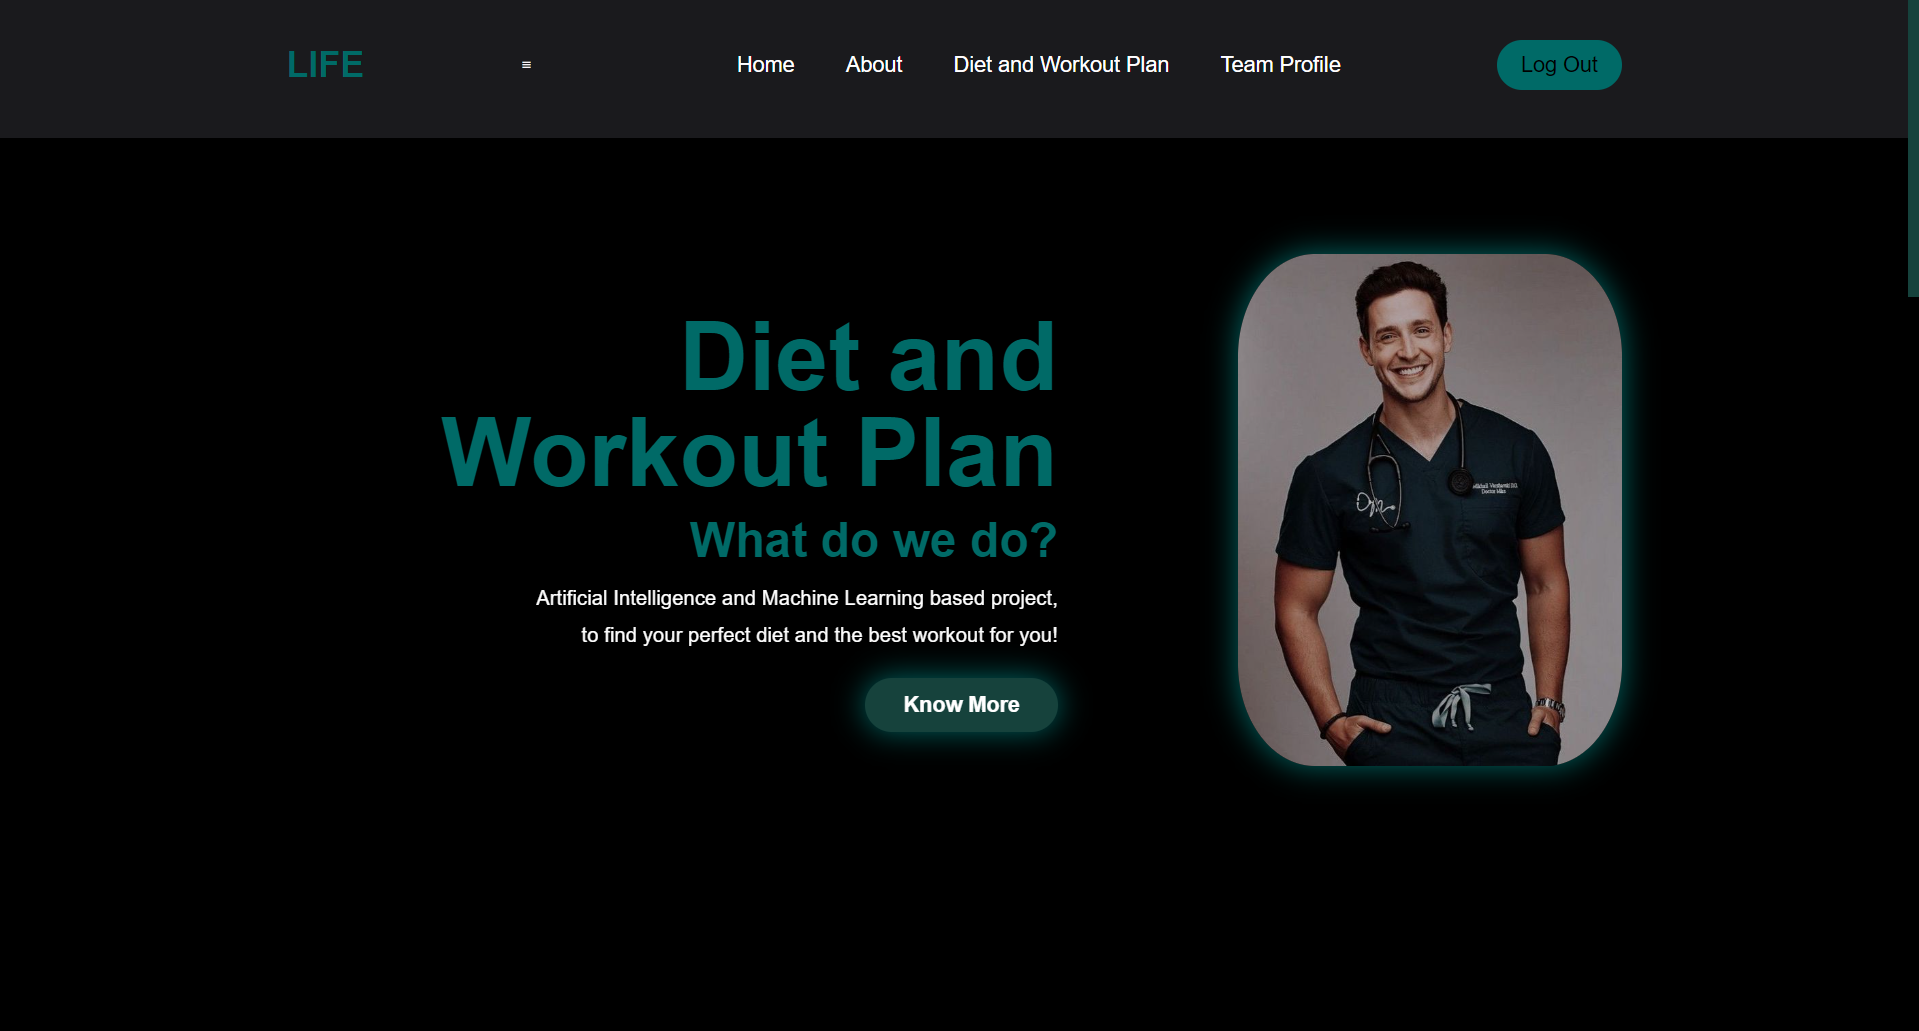 LIFE
≡
Home
About
Diet and Workout Plan
Team Profile
Log Out
Diet and
Workout Plan
What do we do?
Artificial Intelligence and Machine Learning based project,
to find your perfect diet and the best workout for you!
Know More
Doctor Mike